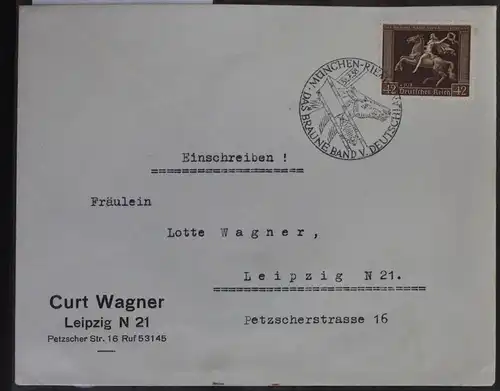 MÜNCHEN-RIEM
DAS BRAUNE BAND V. DEUTSCHLAND
42 Deutsches Reich 42
Einschreiben !
Fräulein
Lotte Wagner,
Leipzig N 21.
Petzscherstrasse 16
Curt Wagner
Leipzig N 21
Petzscher Str. 16 Ruf 53145